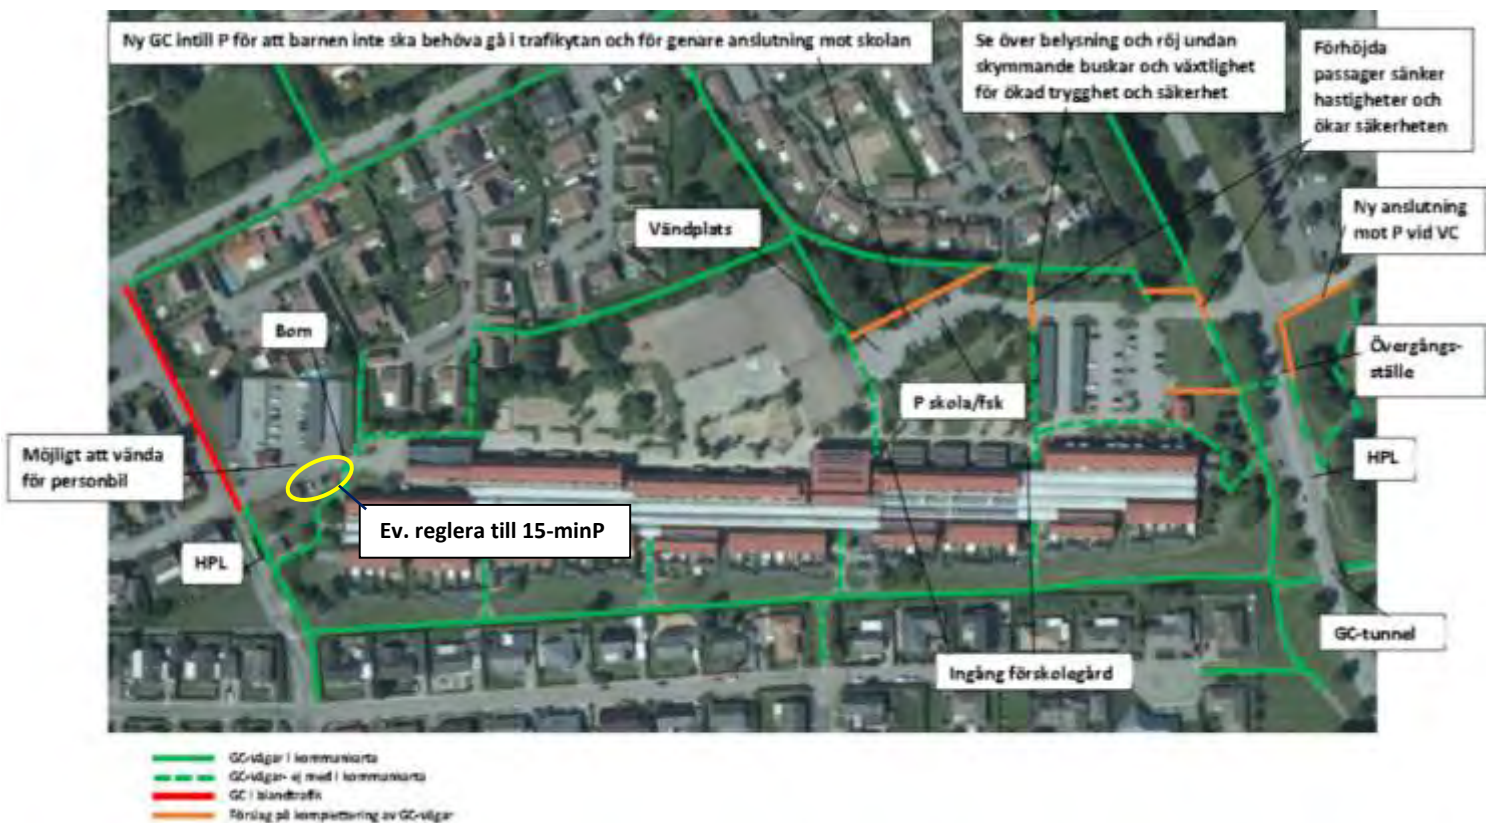 Ny GC intill P för att barnen inte ska behöva gå i trafikytan och för genare anslutning mot skolan
Se över belysning och röj undan
skymmande buskar och växtlighet
för ökad trygghet och säkerhet
Förhöjda
passager sänker
hastigheter och
ökar säkerheten
Ny anslutning
mot P vid VC
Vändplats
Bom
Övergångs-
ställe
P skola/fsk
Möjligt att vända
för personbil
HPL
Ev. reglera till 15-minP
HPL
GC-tunnel
Ingång förskolegård
GC-vägar i kommunkarta
GC-vägar- ej med i kommunkarta
GC i blandtrafik
Förslag på komplettering av GC-vägar